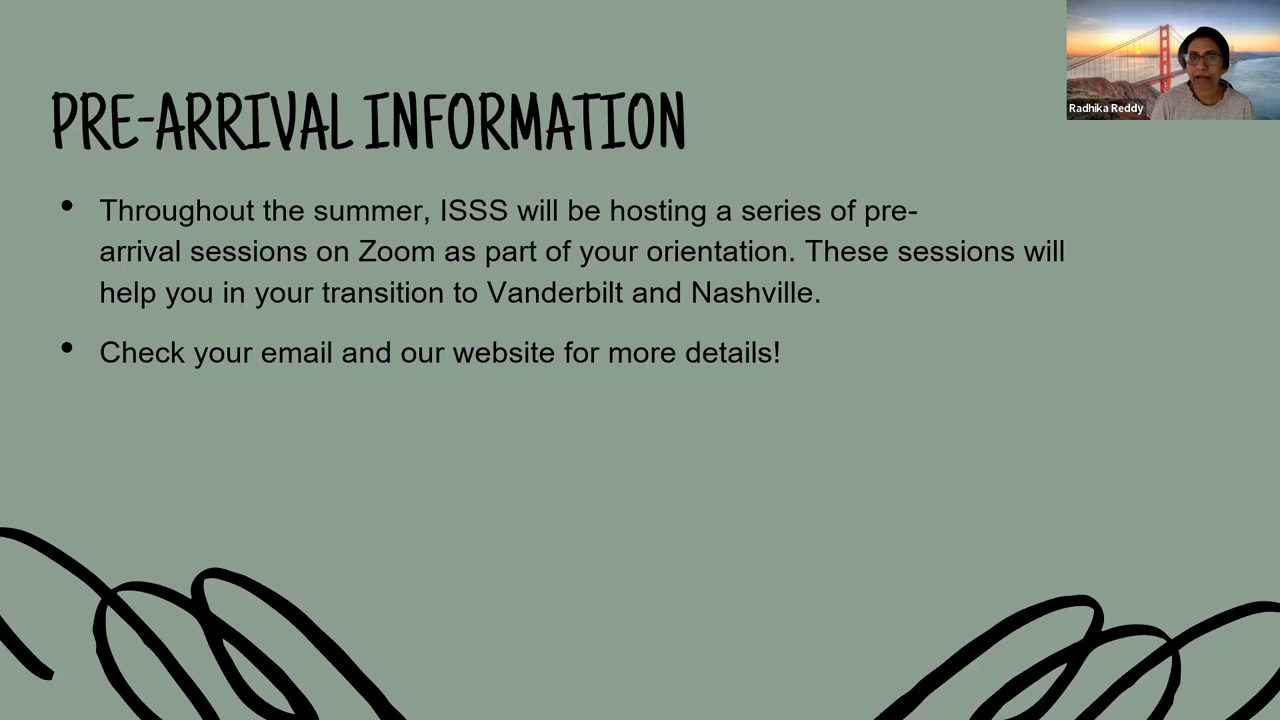 PRE-ARRIVAL INFORMATION
Radhika Reddy
• Throughout the summer, ISSS will be hosting a series of pre-
arrival sessions on Zoom as part of your orientation. These sessions will
help you in your transition to Vanderbilt and Nashville.
• Check your email and our website for more details!